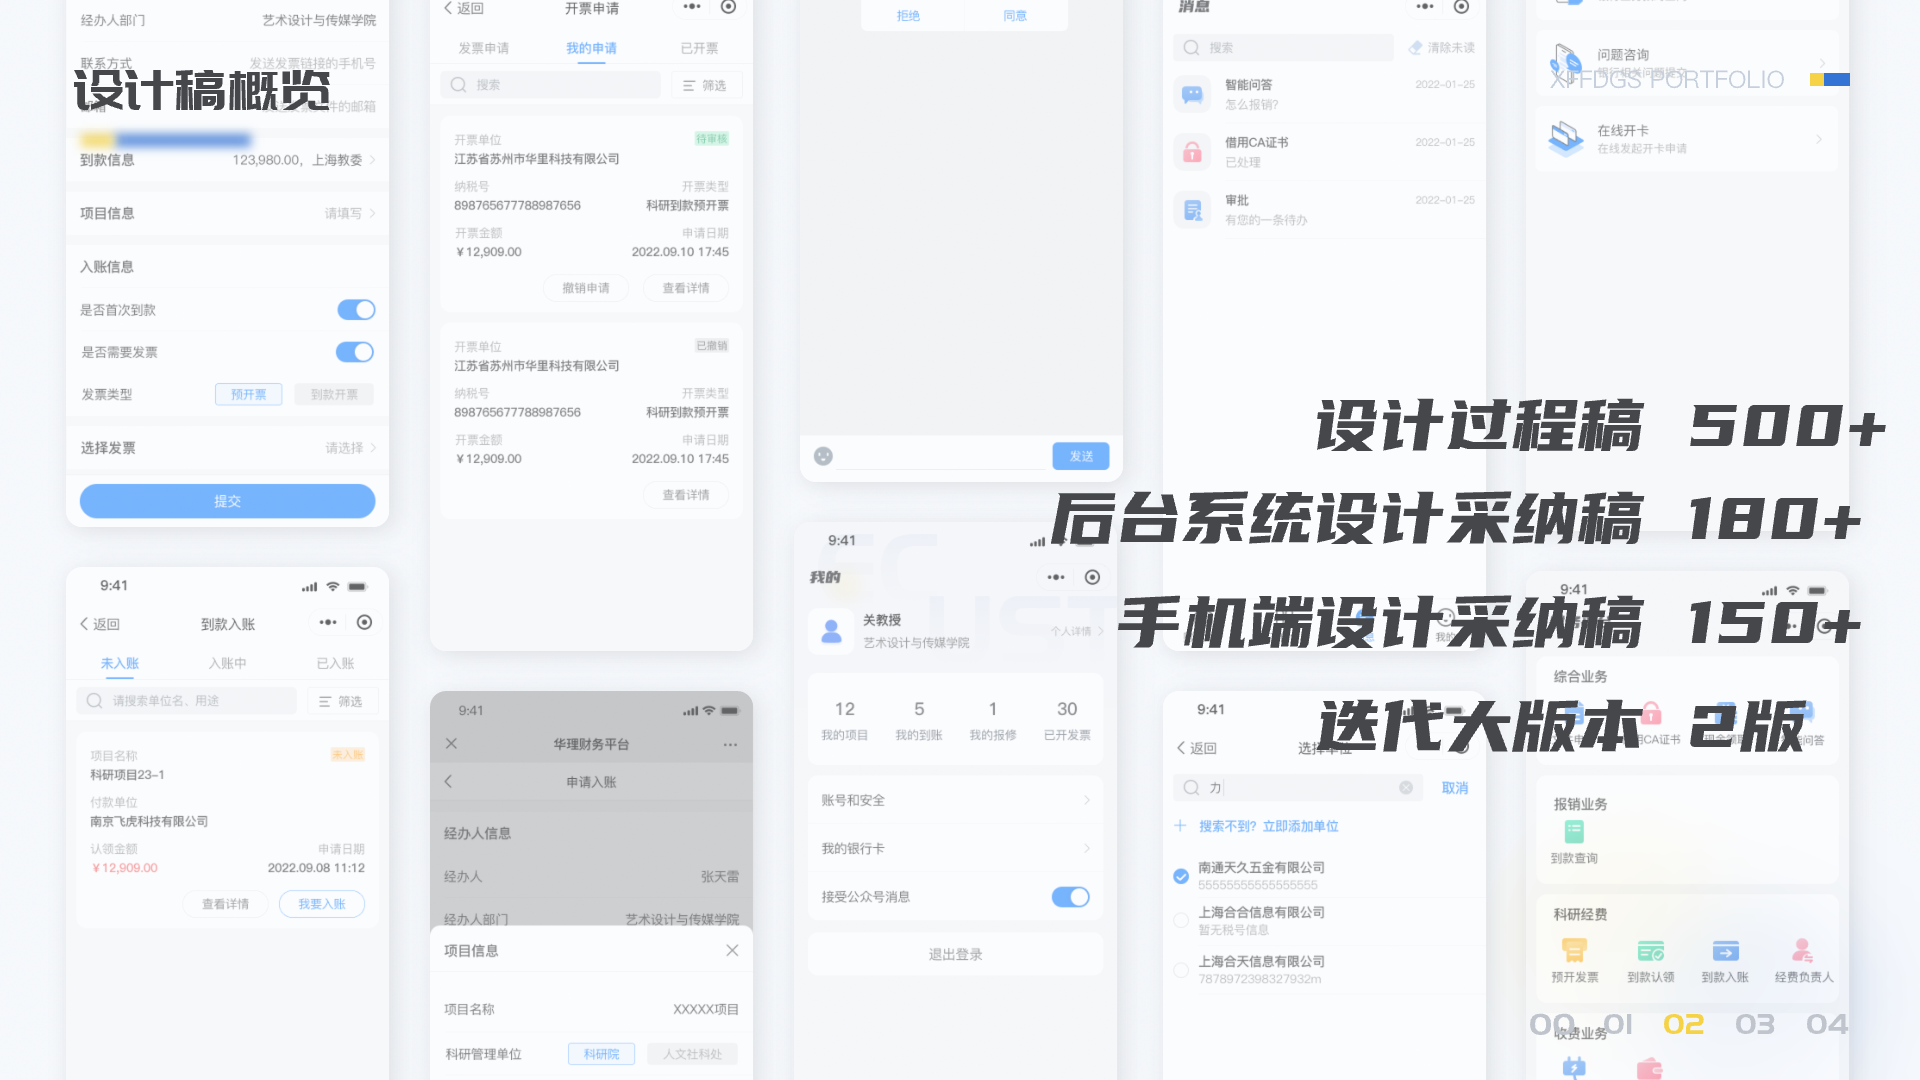 设计稿概览
XPFDGS PORTFOLIO
设计过程稿 500+
后台系统设计采纳稿 180+
手机端设计采纳稿 150+
迭代大版本 2版
00 01 02 03 04
经办人部门 艺术设计与传媒学院
联系方式 发送发票链接的手机号
到款信息 123,980.00，上海教委
项目信息 请填写
入账信息
是否首次到款
是否需要发票
发票类型 预开票 到款开票
选择发票 请选择
提交
9:41
返回 到款入账
未入账 入账中 已入账
请搜索单位名、用途 筛选
项目名称 未入账
科研项目23-1
付款单位
南京飞虎科技有限公司
认领金额 申请日期
¥12,909.00 2022.09.08 11:12
查看详情 我要入账
返回 开票申请
发票申请 我的申请 已开票
搜索 筛选
开票单位 待审核
江苏省苏州市华里科技有限公司
纳税号 开票类型
898765677788987656 科研到款预开票
开票金额 申请日期
¥12,909.00 2022.09.10 17:45
撤销申请 查看详情
开票单位 已撤销
江苏省苏州市华里科技有限公司
纳税号 开票类型
898765677788987656 科研到款预开票
开票金额 申请日期
¥12,909.00 2022.09.10 17:45
查看详情
9:41
华理财务平台
申请入账
经办人信息
经办人 张天雷
经办人部门 艺术设计与传媒学院
项目信息
项目名称 XXXXX项目
科研管理单位 科研院 人文社科处
拒绝 同意
发送
9:41
我的
关教授
艺术设计与传媒学院 个人详情
12 5 1 30
我的项目 我的到账 我的报修 已开发票
账号和安全
我的银行卡
接受公众号消息
退出登录
消息
搜索 清除未读
智能问答 2022-01-25
怎么报销?
借用CA证书 2022-01-25
已处理
审批 2022-01-25
有您的一条待办
9:41
返回 选择单位
力 取消
搜索不到？立即添加单位
南通天久五金有限公司
55555555555555555
上海合合信息有限公司
暂无税号信息
上海合天信息有限公司
7878972398327932m
问题咨询
在线开卡
在线发起开卡申请
9:41
综合业务
报销业务
到款查询
科研经费
预开发票 到款认领 到款入账 经费负责人
收费业务